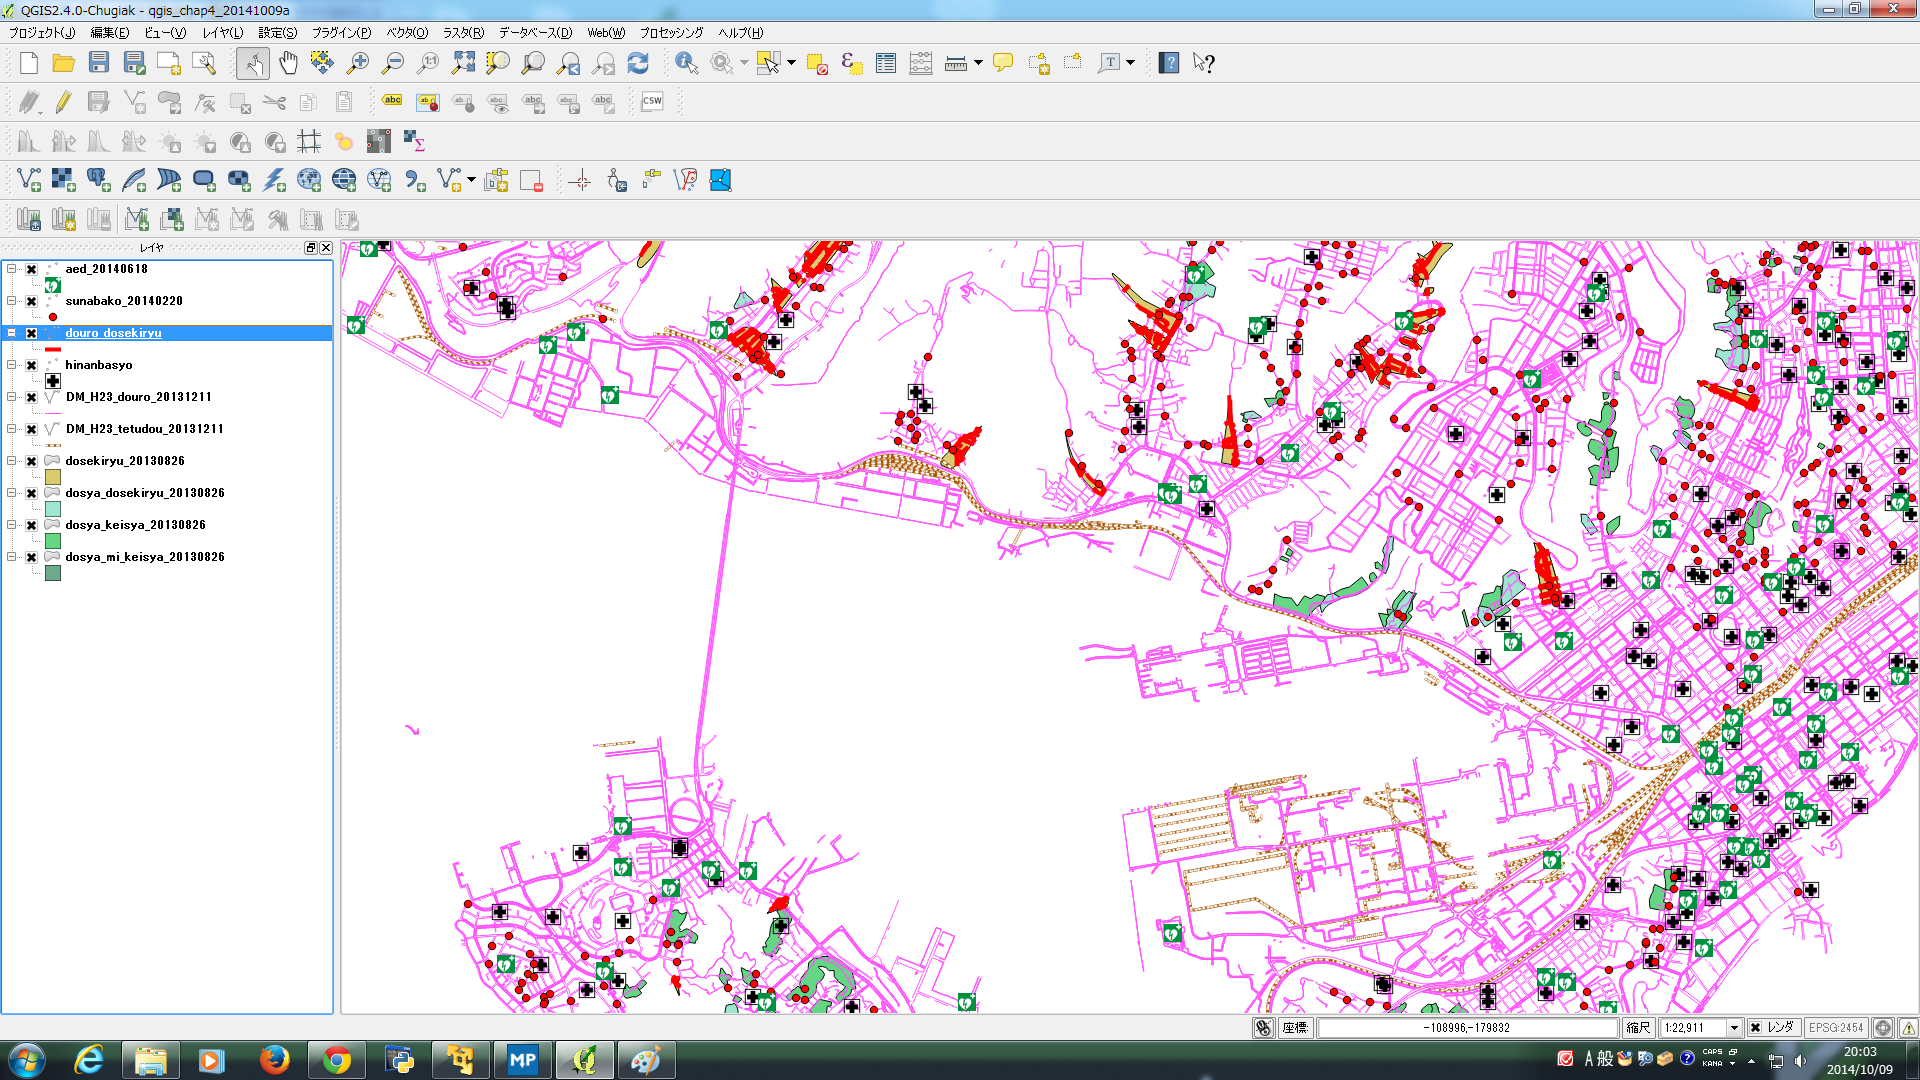 QGIS2.4.0-Chugiak - qgis_chap4_20141009a
プロジェクト(J) 編集(E) ビュー(V) レイヤ(L) 設定(S) プラグイン(P) ベクタ(O) ラスタ(R) データベース(D) Web(W) プロセッシング ヘルプ(H)
レイヤ
aed_20140618
sunabako_20140220
douro_dosekiryu
hinanbasyo
DM_H23_douro_20131211
DM_H23_tetudou_20131211
dosekiryu_20130826
dosya_dosekiryu_20130826
dosya_keisya_20130826
dosya_mi_keisya_20130826
座標: -108996,-179832 縮尺 1:22,911 レンダ EPSG:2454
A 般 CAPS KANA
20:03
2014/10/09
MP
CSW
abc